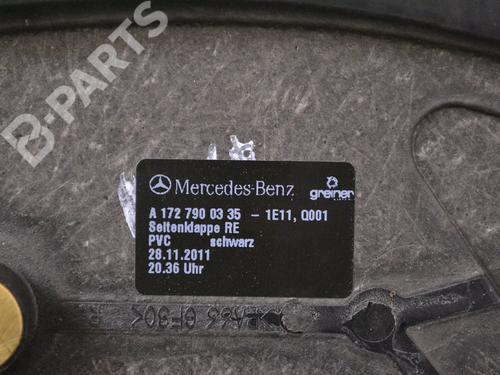 B-PARTS
Mercedes-Benz greiner
A 172 790 03 35 - 1E11, Q001
Seitenklappe RE
PVC schwarz
28.11.2011
20.36 Uhr